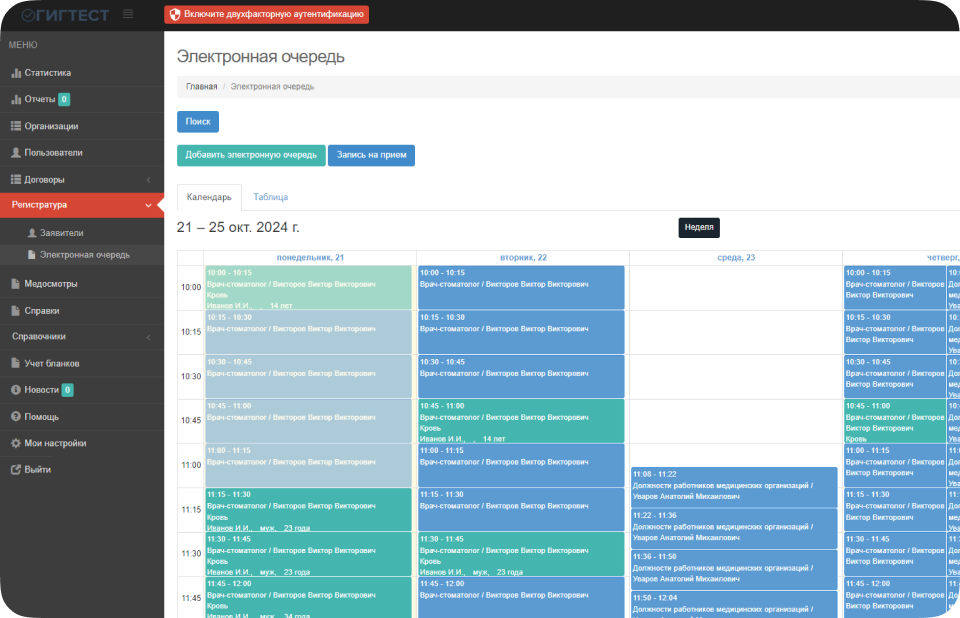 ГИГТЕСТ
Включите двухфакторную аутентификацию
МЕНЮ
Статистика
Отчеты 0
Организации
Пользователи
Договоры
Регистратура
Заявители
Электронная очередь
Медосмотры
Справки
Справочники
Учет бланков
Новости 0
Помощь
Мои настройки
Выйти
Электронная очередь
Главная / Электронная очередь
Поиск
Добавить электронную очередь
Запись на прием
Календарь
Таблица
21 – 25 окт. 2024 г.
Неделя
понедельник, 21
вторник, 22
среда, 23
четверг,
10:00
10:15
10:30
10:45
11:00
11:15
11:30
11:45
10:00 - 10:15
Врач-стоматолог / Викторов Виктор Викторович
Кровь
Иванов И.И., , 14 лет
10:15 - 10:30
Врач-стоматолог / Викторов Виктор Викторович
10:30 - 10:45
Врач-стоматолог / Викторов Виктор Викторович
10:45 - 11:00
Врач-стоматолог / Викторов Виктор Викторович
11:00 - 11:15
Врач-стоматолог / Викторов Виктор Викторович
11:15 - 11:30
Врач-стоматолог / Викторов Виктор Викторович
Кровь
Иванов И.И., муж, 23 года
11:30 - 11:45
Врач-стоматолог / Викторов Виктор Викторович
Кровь
Иванов И.И., муж, 23 года
11:45 - 12:00
Врач-стоматолог / Викторов Виктор Викторович
Кровь
Иванов И.И., муж, 34 года
10:00 - 10:15
Врач-стоматолог / Викторов Виктор Викторович
10:15 - 10:30
Врач-стоматолог / Викторов Виктор Викторович
10:30 - 10:45
Врач-стоматолог / Викторов Виктор Викторович
10:45 - 11:00
Врач-стоматолог / Викторов Виктор Викторович
Кровь
Иванов И.И., , 14 лет
11:00 - 11:15
Врач-стоматолог / Викторов Виктор Викторович
11:15 - 11:30
Врач-стоматолог / Викторов Виктор Викторович
11:30 - 11:45
Врач-стоматолог / Викторов Виктор Викторович
Кровь
Иванов И.И., муж, 23 года
11:45 - 12:00
Врач-стоматолог / Викторов Виктор Викторович
11:08 - 11:22
Должности работников медицинских организаций /
Уваров Анатолий Михайлович
11:22 - 11:36
Должности работников медицинских организаций /
Уваров Анатолий Михайлович
11:36 - 11:50
Должности работников медицинских организаций /
Уваров Анатолий Михайлович
11:50 - 12:04
Должности работников медицинских организаций /
10:00 - 10:15
Врач-стоматолог / Викторов
Виктор Викторович
10:15 - 10:30
Врач-стоматолог / Викторов
Виктор Викторович
10:30 - 10:45
Врач-стоматолог / Викторов
Виктор Викторович
10:45 - 11:00
Врач-стоматолог / Викторов
Виктор Викторович
Кровь
11:00 - 11:15
Врач-стоматолог / Викторов
Виктор Викторович
11:15 - 11:30
Врач-стоматолог / Викторов
Виктор Викторович
11:30 - 11:45
Врач-стоматолог / Викторов
Виктор Викторович
11:45 - 12:00
Врач-стоматолог / Викторов
Виктор Викторович